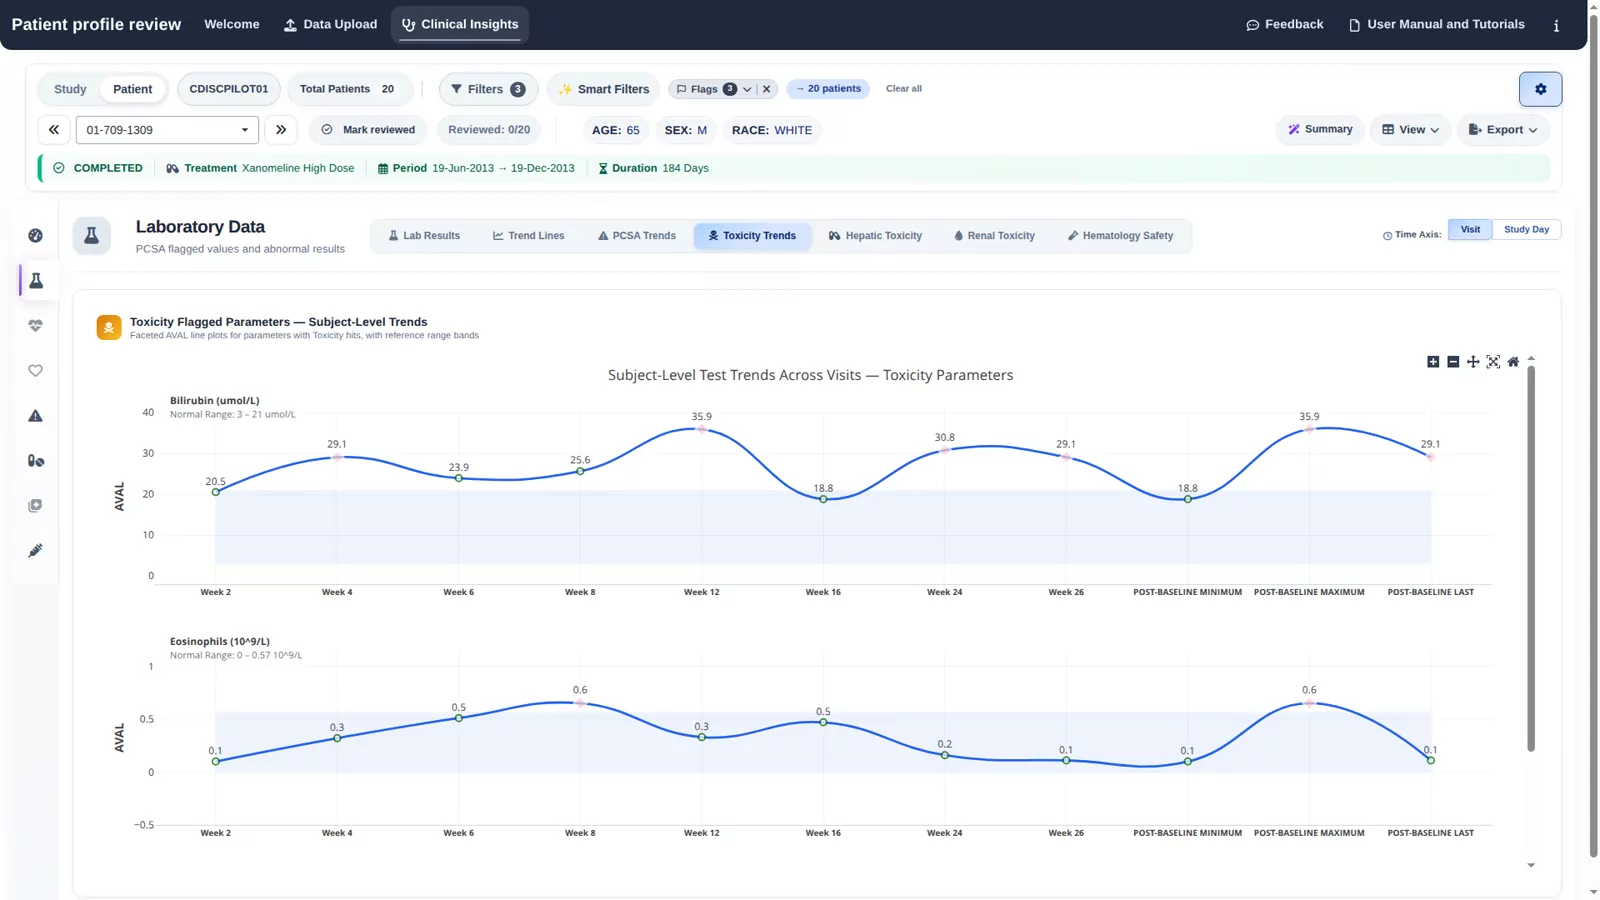 Patient profile review Welcome Data Upload Clinical Insights Feedback User Manual and Tutorials
Study Patient CDISCPILOT01 Total Patients 20 Filters 3 Smart Filters Flags 3 → 20 patients Clear all
01-709-1309 Mark reviewed Reviewed: 0/20 AGE: 65 SEX: M RACE: WHITE Summary View Export
COMPLETED Treatment Xanomeline High Dose Period 19-Jun-2013 → 19-Dec-2013 Duration 184 Days
Laboratory Data
PCSA flagged values and abnormal results
Lab Results Trend Lines PCSA Trends Toxicity Trends Hepatic Toxicity Renal Toxicity Hematology Safety
Time Axis: Visit Study Day
Toxicity Flagged Parameters — Subject-Level Trends
Faceted AVAL line plots for parameters with Toxicity hits, with reference range bands
Subject-Level Test Trends Across Visits — Toxicity Parameters
Bilirubin (umol/L)
Normal Range: 3 – 21 umol/L
AVAL
40
30
20
10
0
20.5 29.1 23.9 25.6 35.9 18.8 30.8 29.1 18.8 35.9 29.1
Week 2 Week 4 Week 6 Week 8 Week 12 Week 16 Week 24 Week 26 POST-BASELINE MINIMUM POST-BASELINE MAXIMUM POST-BASELINE LAST
Eosinophils (10^9/L)
Normal Range: 0 – 0.57 10^9/L
AVAL
1
0.5
0
−0.5
0.1 0.3 0.5 0.6 0.3 0.5 0.2 0.1 0.1 0.6 0.1
Week 2 Week 4 Week 6 Week 8 Week 12 Week 16 Week 24 Week 26 POST-BASELINE MINIMUM POST-BASELINE MAXIMUM POST-BASELINE LAST